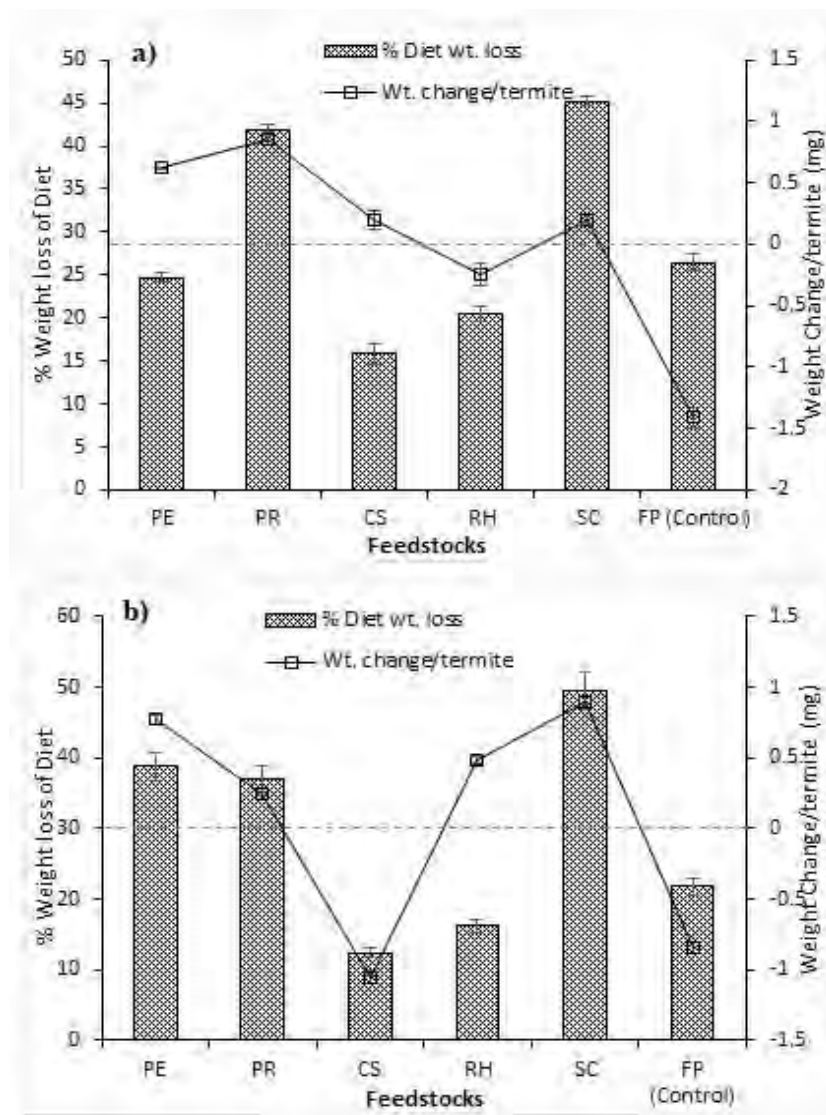 a)
% Diet wt. loss
Wt. change/termite
50
45
40
35
30
25
20
15
10
5
0
% Weight loss of Diet
1.5
1
0.5
0
-0.5
-1
-1.5
-2
Weight Change/termite (mg)
PE PR CS RH SC FP (Control)
Feedstocks
b)
% Diet wt. loss
Wt. change/termite
60
50
40
30
20
10
0
% Weight loss of Diet
1.5
1
0.5
0
-0.5
-1
-1.5
Weight Change/termite (mg)
PE PR CS RH SC FP
(Control)
Feedstocks